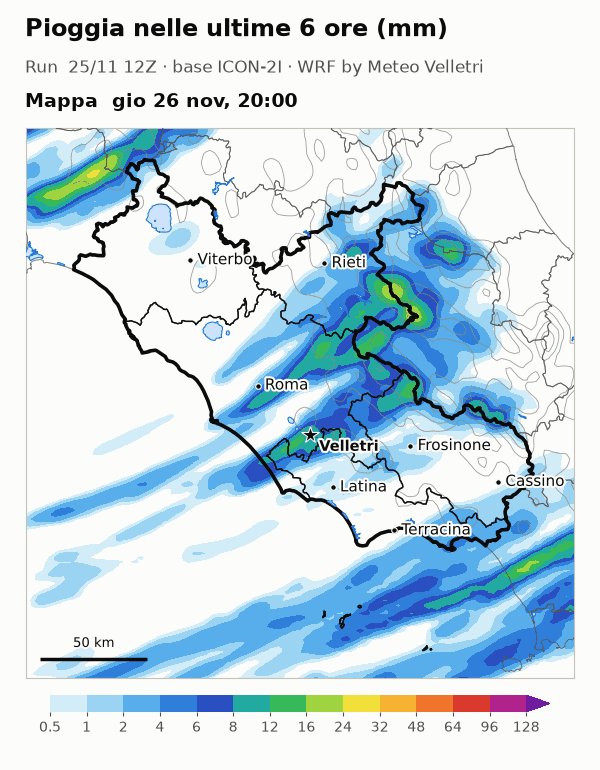 Pioggia nelle ultime 6 ore (mm)
Run  25/11 12Z · base ICON-2I · WRF by Meteo Velletri
Mappa  gio 26 nov, 20:00
Viterbo
Rieti
Roma
Velletri
Frosinone
Cassino
Latina
Terracina
50 km
0.5 1 2 4 6 8 12 16 24 32 48 64 96 128